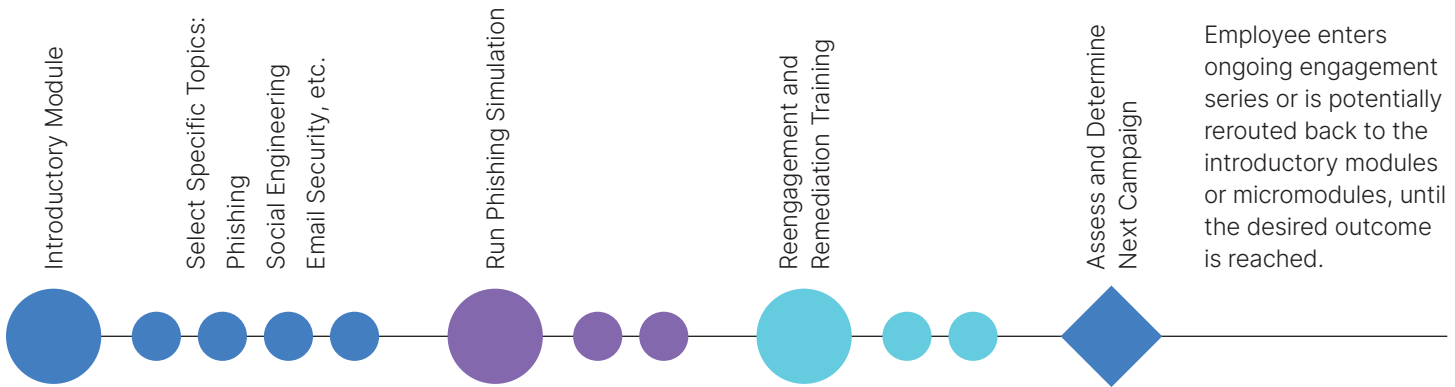 Introductory Module
Select Specific Topics:
Phishing
Social Engineering
Email Security, etc.
Run Phishing Simulation
Reengagement and
Remediation Training
Assess and Determine
Next Campaign
Employee enters
ongoing engagement
series or is potentially
rerouted back to the
introductory modules
or micromodules, until
the desired outcome
is reached.